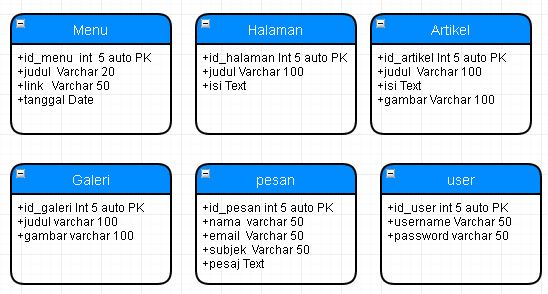 Menu
+id_menu int 5 auto PK
+judul Varchar 20
+link Varchar 50
+tanggal Date
Halaman
+id_halaman Int 5 auto PK
+judul Varchar 100
+isi Text
Artikel
+id_artikel Int 5 auto PK
+judul Varchar 100
+isi Text
+gambar Varchar 100
Galeri
+id_galeri Int 5 auto PK
+judul varchar 100
+gambar varchar 100
pesan
+id_pesan int 5 auto PK
+nama varchar 50
+email Varchar 50
+subjek Varchar 50
+pesaj Text
user
+id_user int 5 auto PK
+username Varchar 50
+password varchar 50